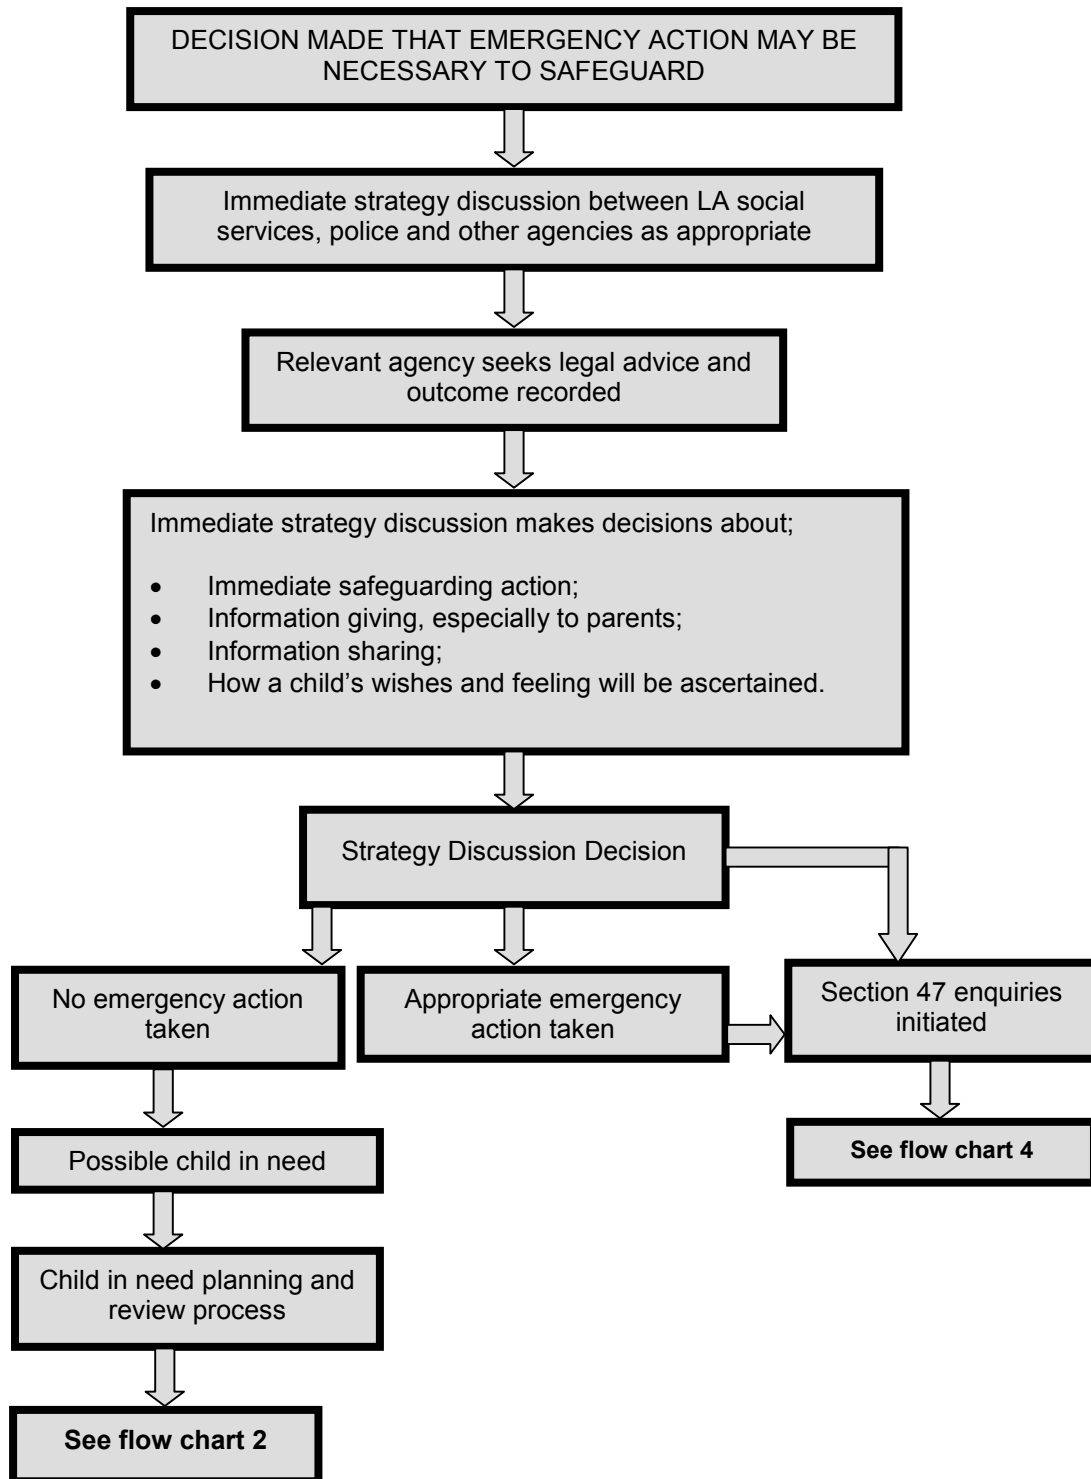 DECISION MADE THAT EMERGENCY ACTION MAY BE
NECESSARY TO SAFEGUARD
Immediate strategy discussion between LA social
services, police and other agencies as appropriate
Relevant agency seeks legal advice and
outcome recorded
Immediate strategy discussion makes decisions about;
• Immediate safeguarding action;
• Information giving, especially to parents;
• Information sharing;
• How a child’s wishes and feeling will be ascertained.
Strategy Discussion Decision
No emergency action
taken
Appropriate emergency
action taken
Section 47 enquiries
initiated
Possible child in need
See flow chart 4
Child in need planning and
review process
See flow chart 2